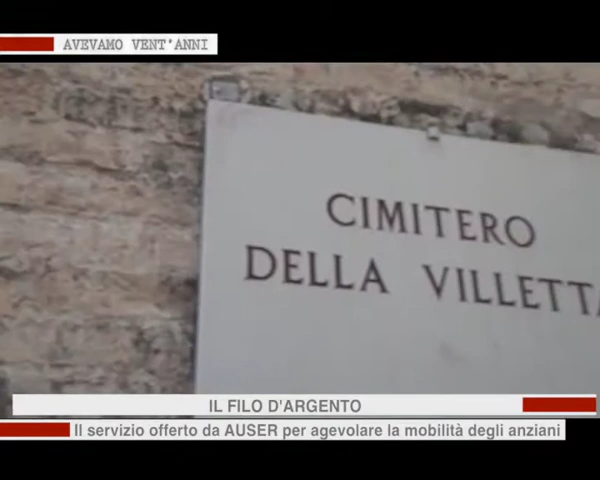 AVEVAMO VENT'ANNI
CIMITERO
DELLA VILLETTA
IL FILO D'ARGENTO
Il servizio offerto da AUSER per agevolare la mobilità degli anziani